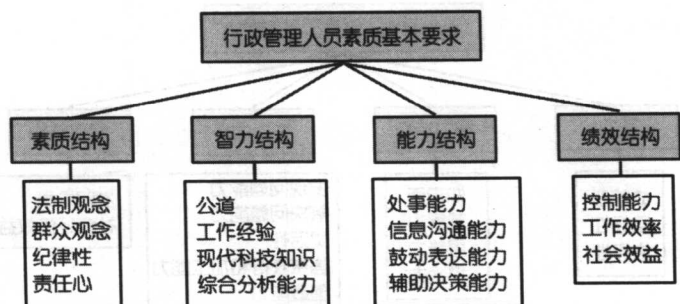 行政管理人员素质基本要求
素质结构
智力结构
能力结构
绩效结构
法制观念
群众观念
纪律性
责任心
公道
工作经验
现代科技知识
综合分析能力
处事能力
信息沟通能力
鼓动表达能力
辅助决策能力
控制能力
工作效率
社会效益